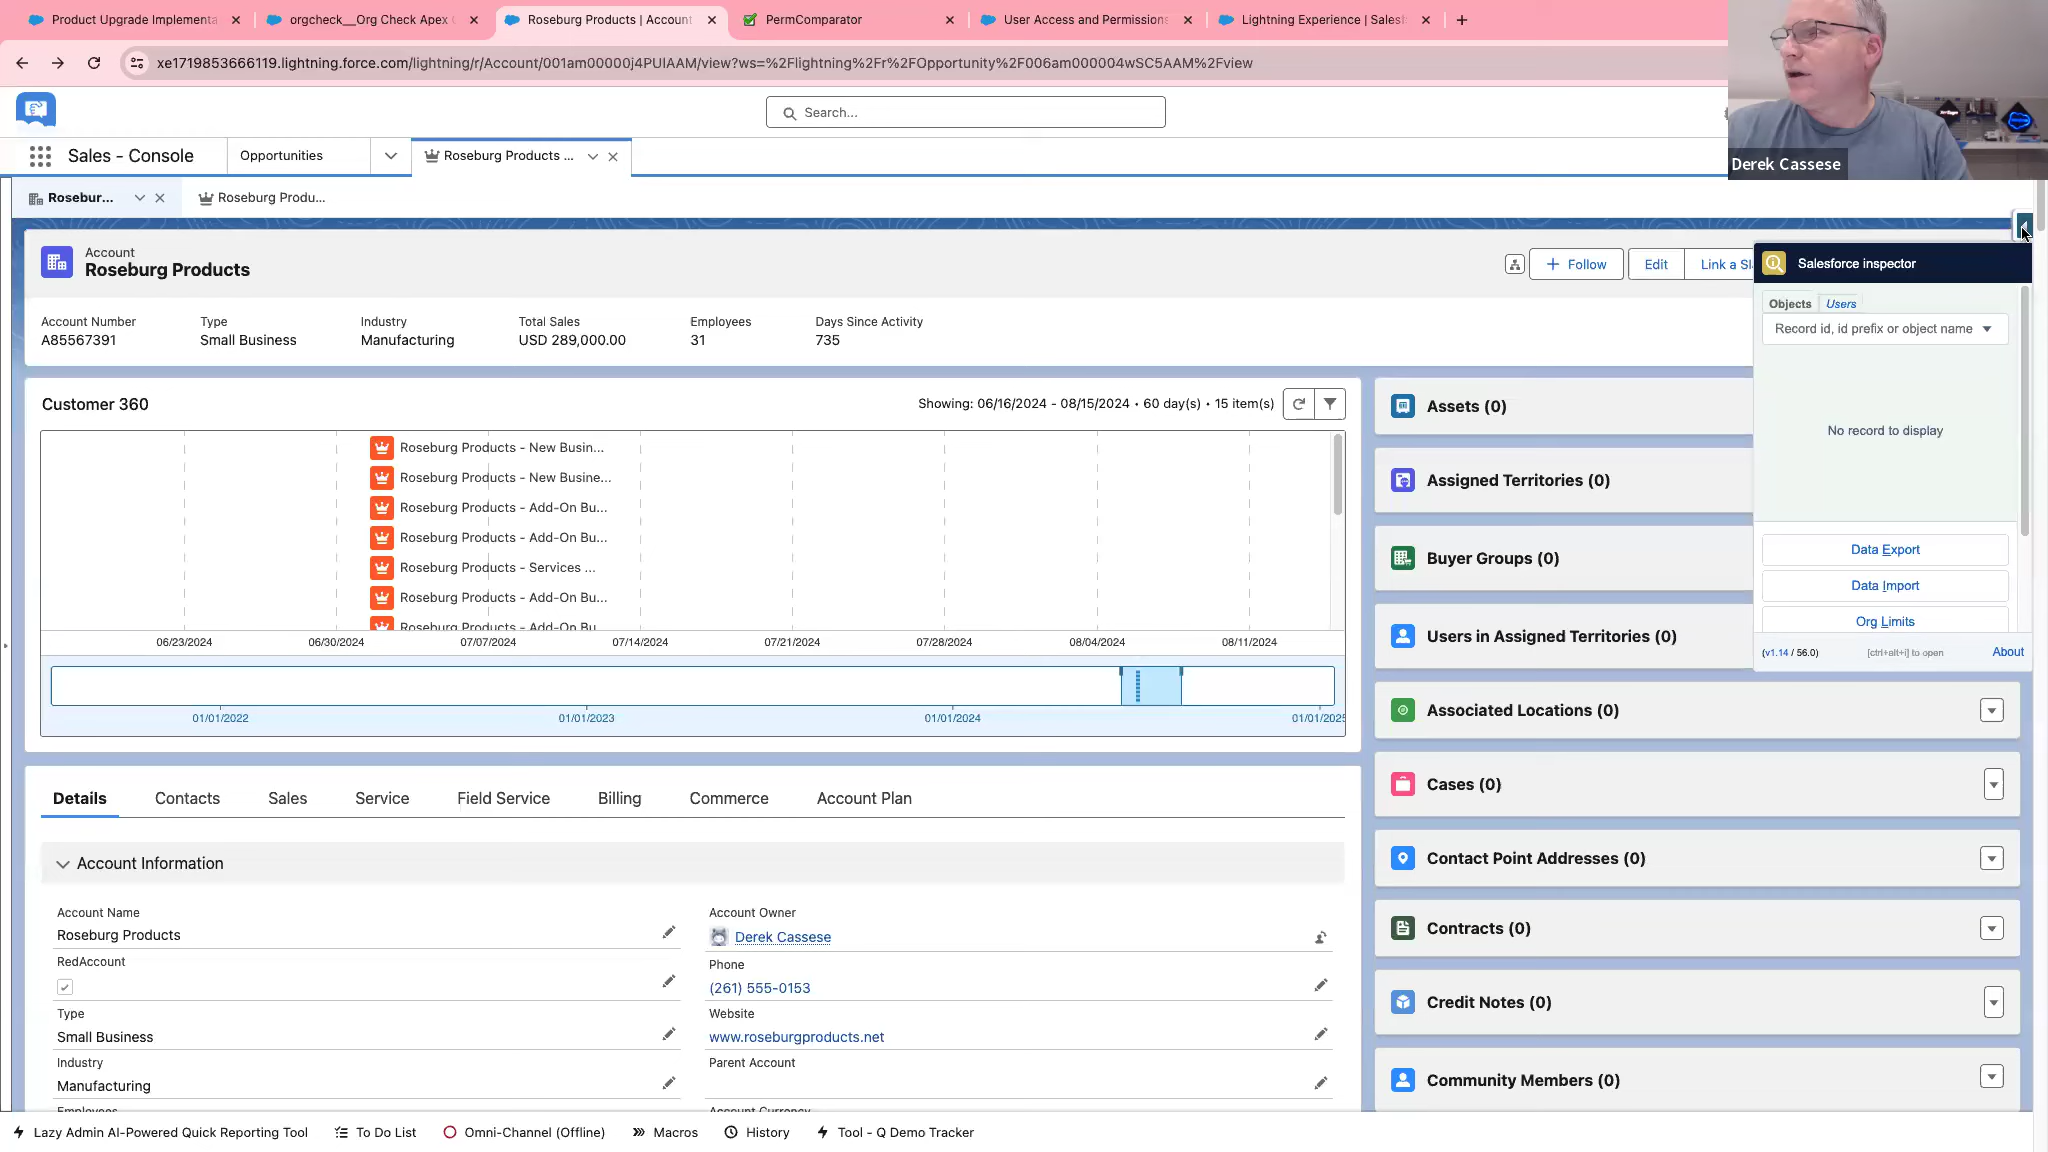 Product Upgrade Implementa
orgcheck__Org Check Apex
Roseburg Products | Account
PermComparator
User Access and Permissions
Lightning Experience | Salesf
xe1719853666119.lightning.force.com/lightning/r/Account/001am00000j4PUIAAM/view?ws=%2Flightning%2Fr%2FOpportunity%2F006am000004wSC5AAM%2Fview
Search...
Derek Cassese
Sales - Console
Opportunities
Roseburg Products ...
Rosebur...
Roseburg Produ...
Account
Roseburg Products
Follow
Edit
Link a Sl
Account Number
A85567391
Type
Small Business
Industry
Manufacturing
Total Sales
USD 289,000.00
Employees
31
Days Since Activity
735
Salesforce inspector
Objects
Users
Record id, id prefix or object name
No record to display
Data Export
Data Import
Org Limits
(v1.14 / 56.0)
[ctrl+alt+i] to open
About
Customer 360
Showing: 06/16/2024 - 08/15/2024 • 60 day(s) • 15 item(s)
Roseburg Products - New Busin...
Roseburg Products - New Busine...
Roseburg Products - Add-On Bu...
Roseburg Products - Add-On Bu...
Roseburg Products - Services ...
Roseburg Products - Add-On Bu...
Roseburg Products - Add-On Bu
06/23/2024
06/30/2024
07/07/2024
07/14/2024
07/21/2024
07/28/2024
08/04/2024
08/11/2024
01/01/2022
01/01/2023
01/01/2024
01/01/2025
Assets (0)
Assigned Territories (0)
Buyer Groups (0)
Users in Assigned Territories (0)
Associated Locations (0)
Cases (0)
Contact Point Addresses (0)
Contracts (0)
Credit Notes (0)
Community Members (0)
Details
Contacts
Sales
Service
Field Service
Billing
Commerce
Account Plan
Account Information
Account Name
Roseburg Products
RedAccount
Type
Small Business
Industry
Manufacturing
Employees
Account Owner
Derek Cassese
Phone
(261) 555-0153
Website
www.roseburgproducts.net
Parent Account
Account Currency
Lazy Admin AI-Powered Quick Reporting Tool
To Do List
Omni-Channel (Offline)
Macros
History
Tool - Q Demo Tracker